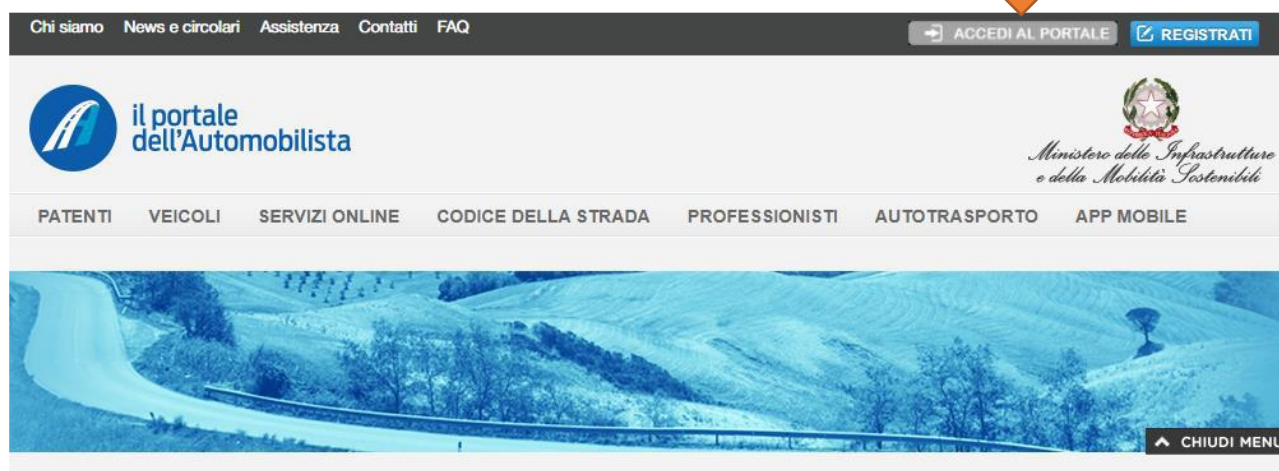 Chi siamo News e circolari Assistenza Contatti FAQ ACCEDI AL PORTALE REGISTRATI
il portale
dell'Automobilista
Ministero delle Infrastrutture
e della Mobilità Sostenibili
PATENTI VEICOLI SERVIZI ONLINE CODICE DELLA STRADA PROFESSIONISTI AUTOTRASPORTO APP MOBILE
CHIUDI MENU